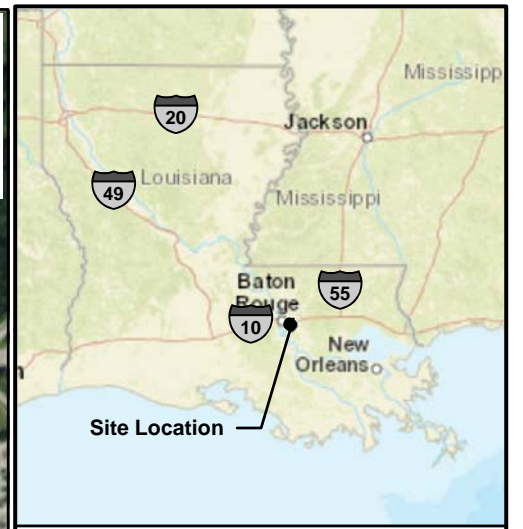 Mississipp
20
Jackson
49
Louisiana
Mississippi
Baton
Rouge
55
10
New
Orleans
n
Site Location